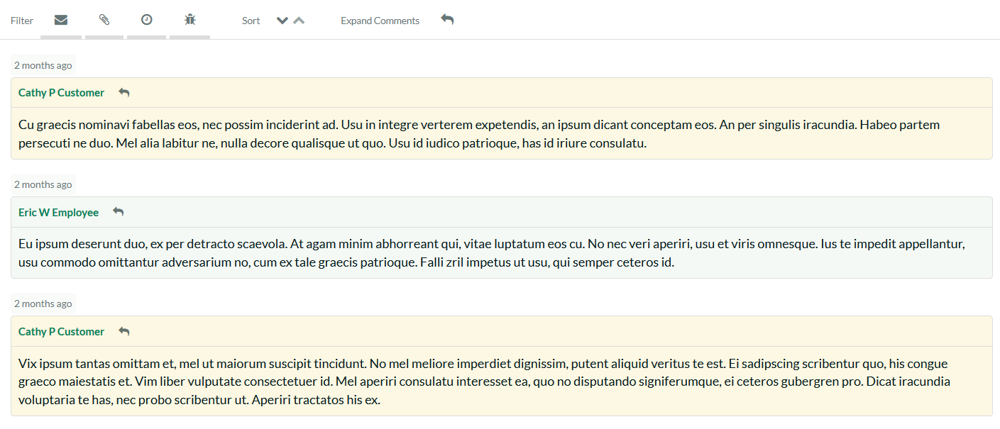 Filter Sort Expand Comments
2 months ago
Cathy P Customer
Cu graecis nominavi fabellas eos, nec possim inciderint ad. Usu in integre verterem expetendis, an ipsum dicant conceptam eos. An per singulis iracundia. Habeo partem
persecuti ne duo. Mel alia labitur ne, nulla decore qualisque ut quo. Usu id iudico patrioque, has id iriure consulatu.
2 months ago
Eric W Employee
Eu ipsum deserunt duo, ex per detracto scaevola. At agam minim abhorreant qui, vitae luptatum eos cu. No nec veri aperiri, usu et viris omnesque. Ius te impedit appellantur,
usu commodo omittantur adversarium no, cum ex tale graecis patrioque. Falli zril impetus ut usu, qui semper ceteros id.
2 months ago
Cathy P Customer
Vix ipsum tantas omittam et, mel ut maiorum suscipit tincidunt. No mel meliore imperdiet dignissim, putent aliquid veritus te est. Ei sadipscing scribentur quo, his congue
graeco maiestatis et. Vim liber vulputate consectetuer id. Mel aperiri consulatu interesset ea, quo no disputando signiferumque, ei ceteros gubergren pro. Dicat iracundia
voluptaria te has, nec probo scribentur ut. Aperiri tractatos his ex.